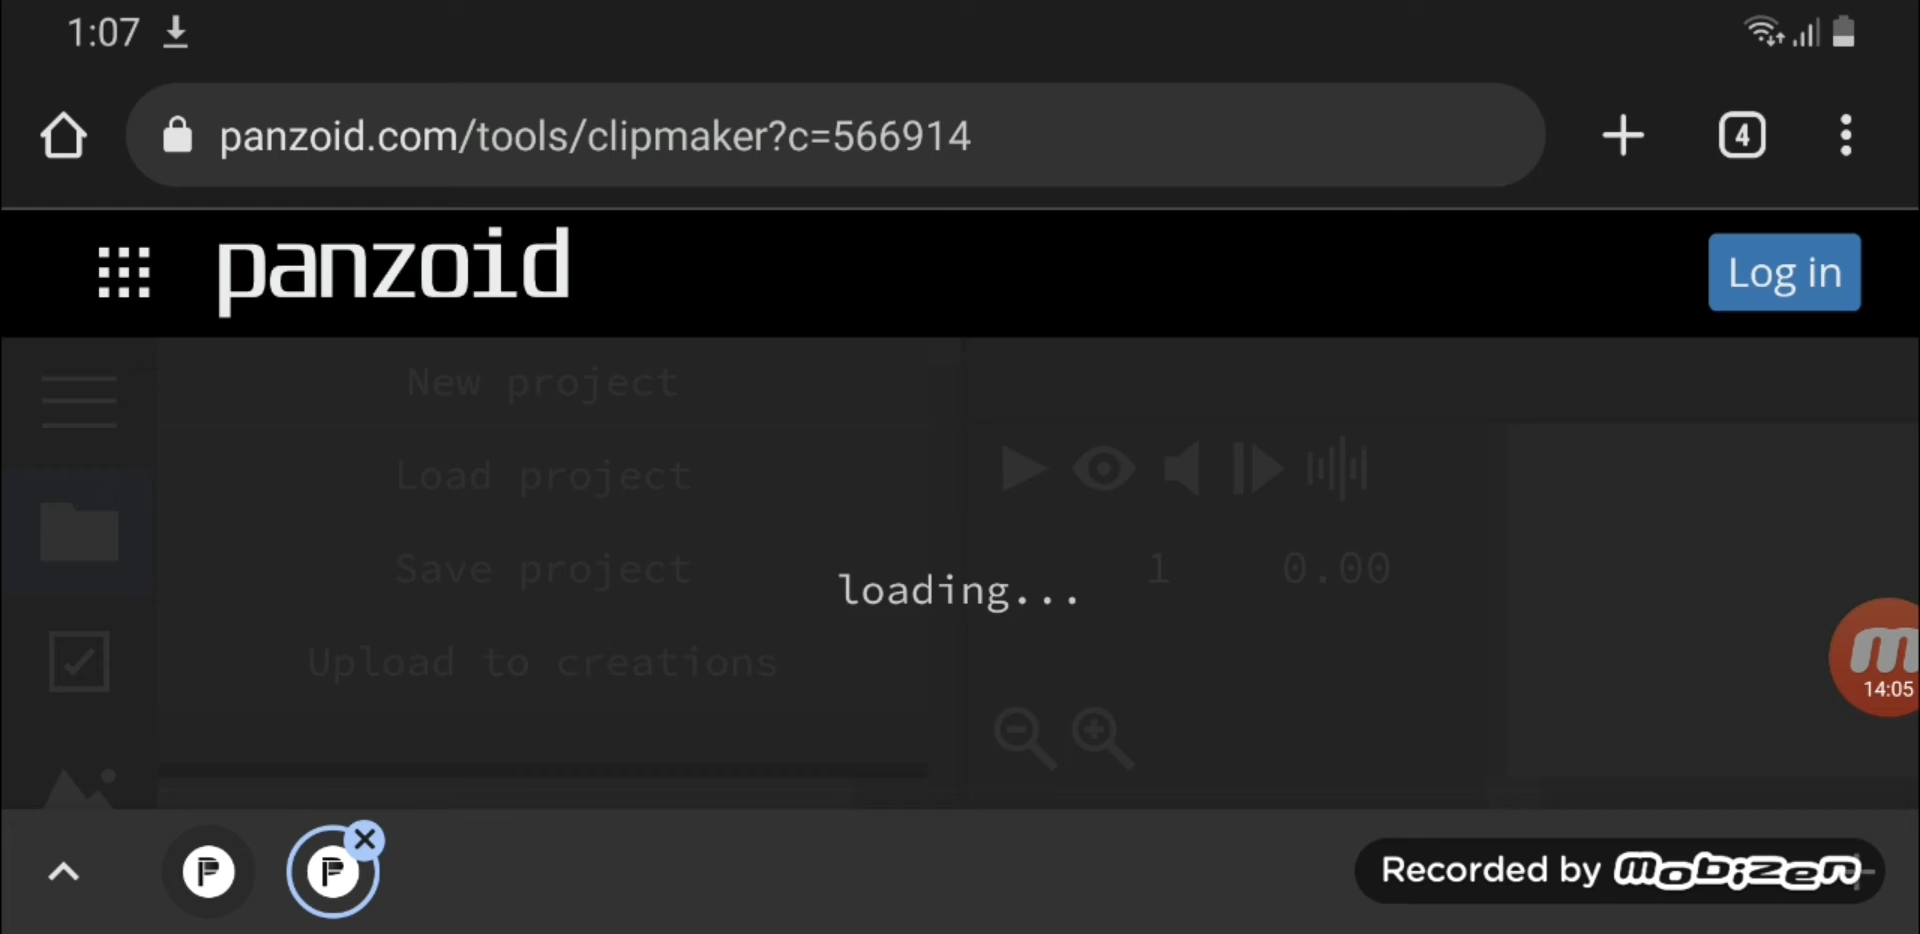 1:07
panzoid.com/tools/clipmaker?c=566914
4
panzoid
Log in
New project
Load project
Save project
Upload to creations
1 0.00
loading...
14:05
Recorded by mobizen